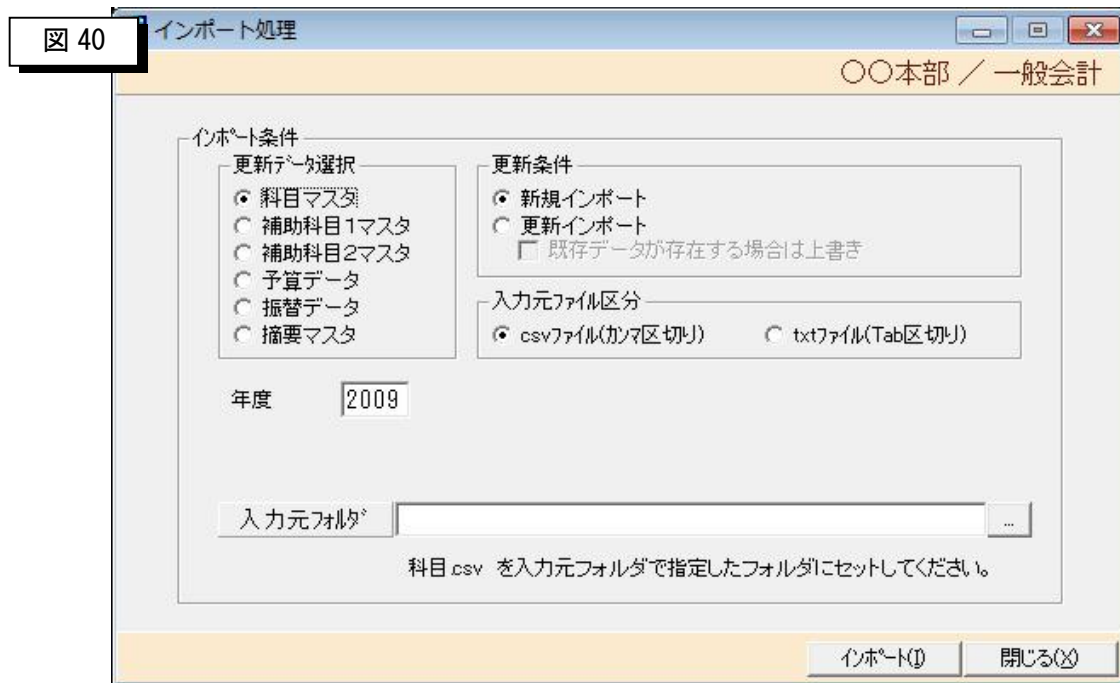 図 40
インポート処理
〇〇本部 ／ 一般会計
インポート条件
更新データ選択
科目マスタ
補助科目1マスタ
補助科目2マスタ
予算データ
振替データ
摘要マスタ
更新条件
新規インポート
更新インポート
既存データが存在する場合は上書き
入力元ファイル区分
csvファイル(カンマ区切り) txtファイル(Tab区切り)
年度 2009
入力元フォルダ ...
科目.csv を入力元フォルダで指定したフォルダにセットしてください。
インポート(I) 閉じる(X)